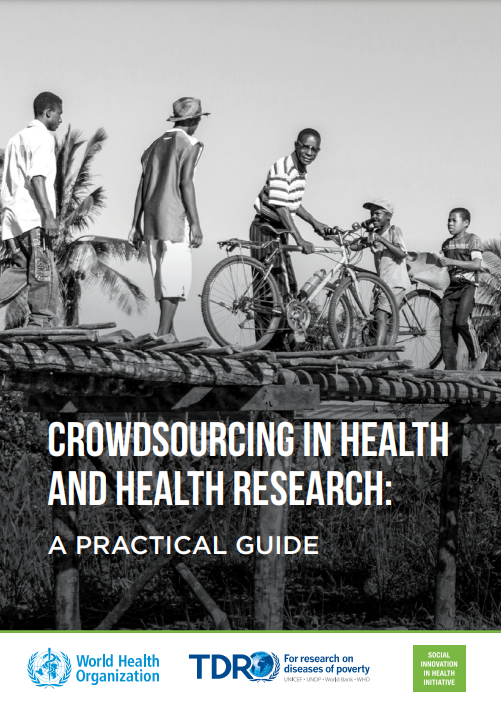 CROWDSOURCING IN HEALTH
AND HEALTH RESEARCH:
A PRACTICAL GUIDE
World Health
Organization
TDR
For research on
diseases of poverty
UNICEF • UNDP • World Bank • WHO
SOCIAL
INNOVATION
IN HEALTH
INITIATIVE